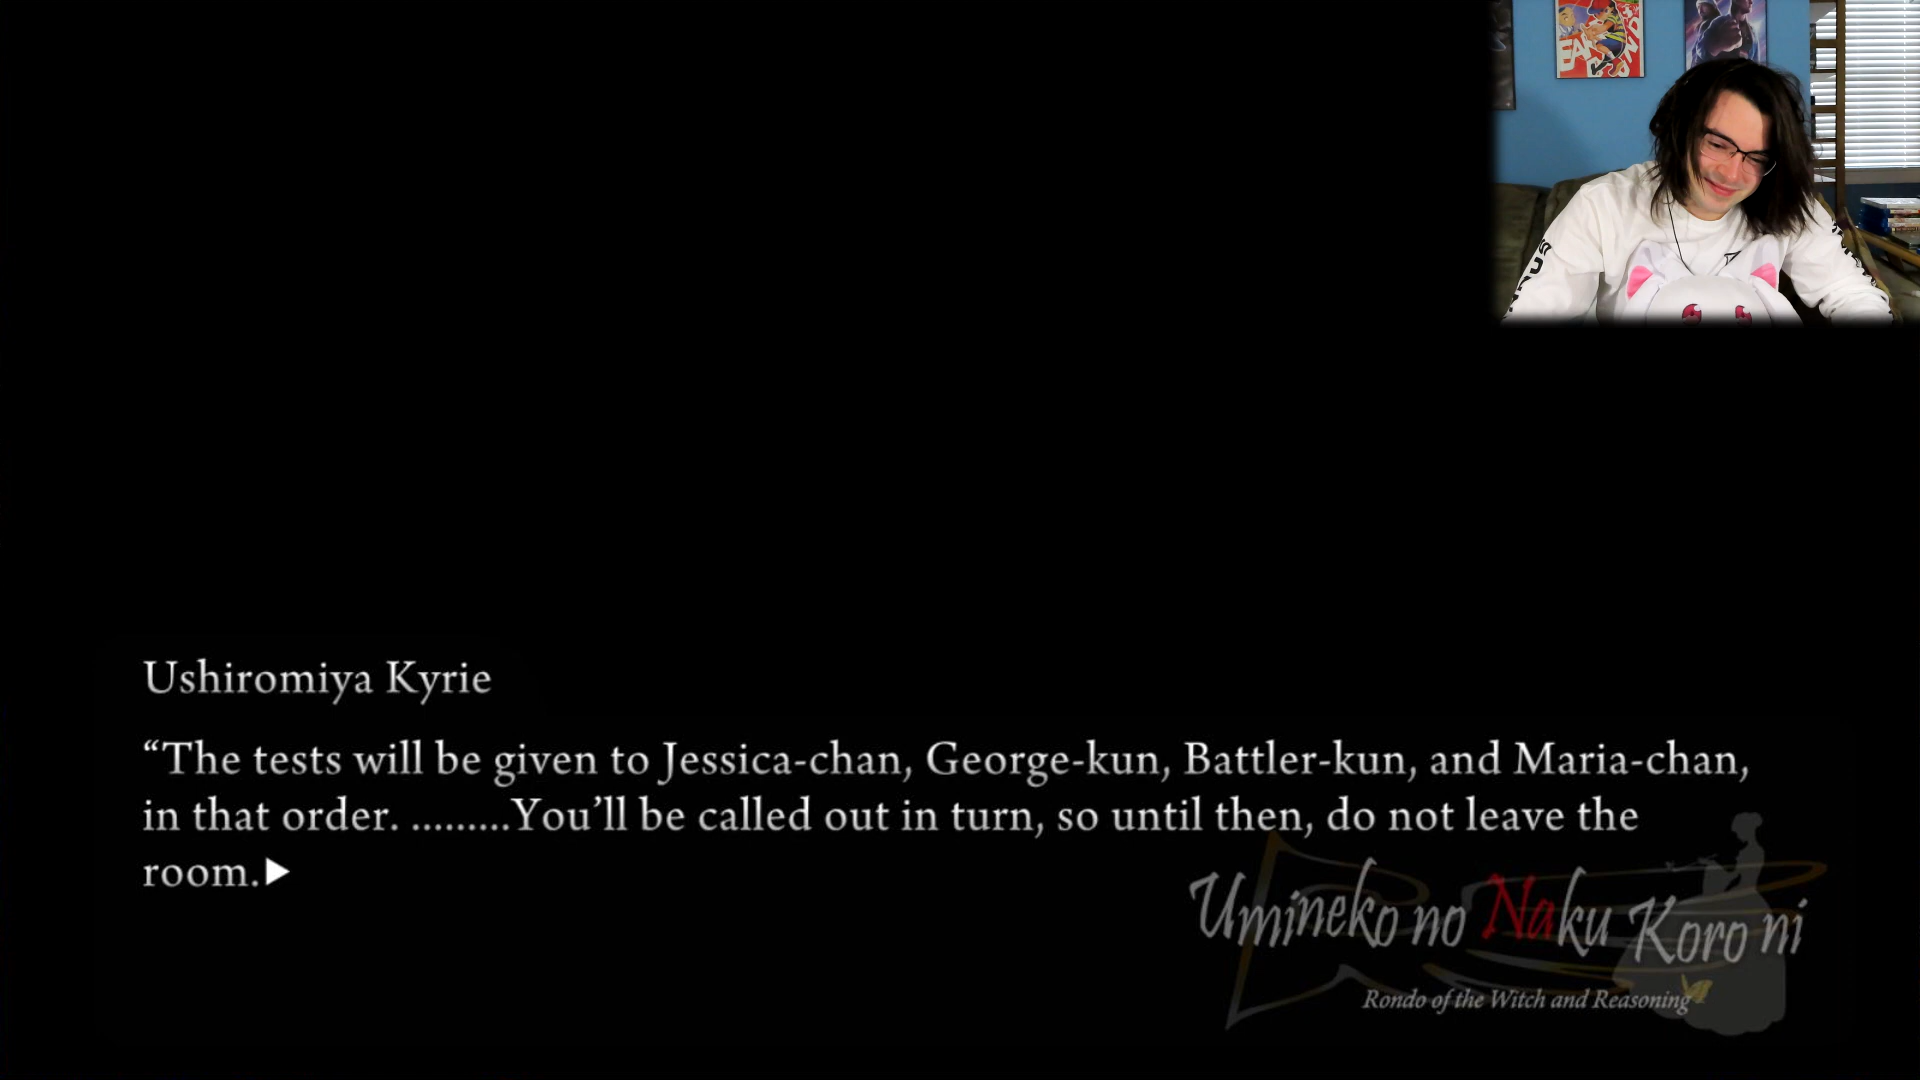 Ushiromiya Kyrie
“The tests will be given to Jessica-chan, George-kun, Battler-kun, and Maria-chan,
in that order. .........You’ll be called out in turn, so until then, do not leave the
room.
Umineko no Naku Koro ni
Rondo of the Witch and Reasoning